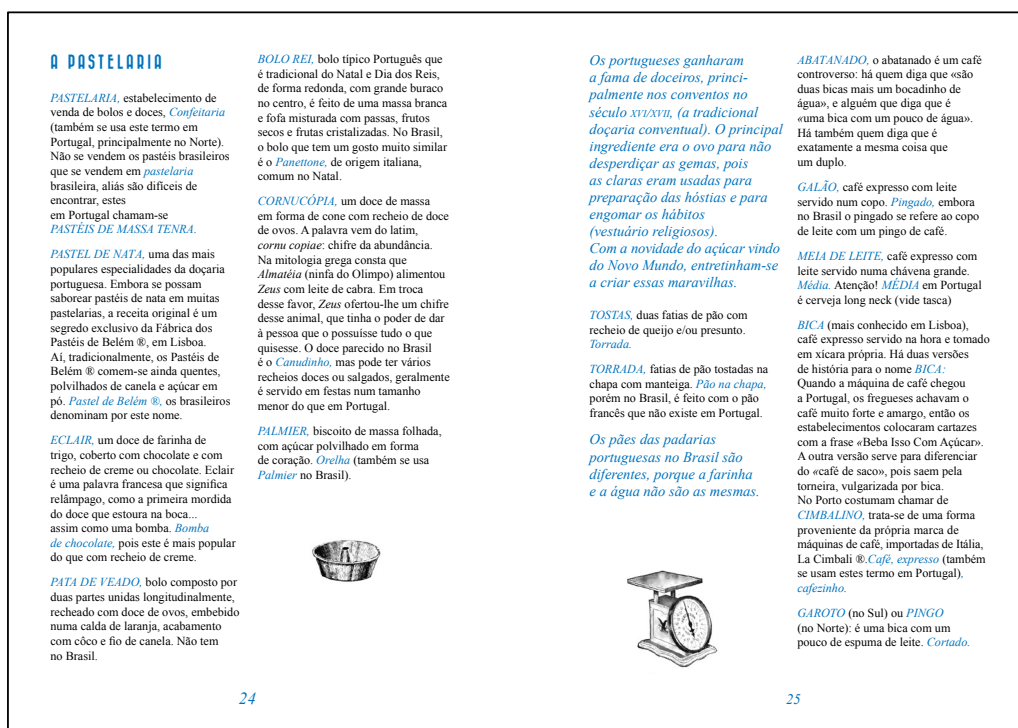 A PASTELARIA
PASTELARIA, estabelecimento de
venda de bolos e doces, Confeitaria
(também se usa este termo em
Portugal, principalmente no Norte).
Não se vendem os pastéis brasileiros
que se vendem em pastelaria
brasileira, aliás são difíceis de
encontrar, estes
em Portugal chamam-se
PASTÉIS DE MASSA TENRA.
PASTEL DE NATA, uma das mais
populares especialidades da doçaria
portuguesa. Embora se possam
saborear pastéis de nata em muitas
pastelarias, a receita original é um
segredo exclusivo da Fábrica dos
Pastéis de Belém ®, em Lisboa.
Aí, tradicionalmente, os Pastéis de
Belém ® comem-se ainda quentes,
polvilhados de canela e açúcar em
pó. Pastel de Belém ®, os brasileiros
denominam por este nome.
ECLAIR, um doce de farinha de
trigo, coberto com chocolate e com
recheio de creme ou chocolate. Eclair
é uma palavra francesa que significa
relâmpago, como a primeira mordida
do doce que estoura na boca...
assim como uma bomba. Bomba
de chocolate, pois este é mais popular
do que com recheio de creme.
PATA DE VEADO, bolo composto por
duas partes unidas longitudinalmente,
recheado com doce de ovos, embebido
numa calda de laranja, acabamento
com côco e fio de canela. Não tem
no Brasil.
BOLO REI, bolo típico Português que
é tradicional do Natal e Dia dos Reis,
de forma redonda, com grande buraco
no centro, é feito de uma massa branca
e fofa misturada com passas, frutos
secos e frutas cristalizadas. No Brasil,
o bolo que tem um gosto muito similar
é o Panettone, de origem italiana,
comum no Natal.
CORNUCÓPIA, um doce de massa
em forma de cone com recheio de doce
de ovos. A palavra vem do latim,
cornu copiae: chifre da abundância.
Na mitologia grega consta que
Almatéia (ninfa do Olimpo) alimentou
Zeus com leite de cabra. Em troca
desse favor, Zeus ofertou-lhe um chifre
desse animal, que tinha o poder de dar
à pessoa que o possuísse tudo o que
quisesse. O doce parecido no Brasil
é o Canudinho, mas pode ter vários
recheios doces ou salgados, geralmente
é servido em festas num tamanho
menor do que em Portugal.
PALMIER, biscoito de massa folhada,
com açúcar polvilhado em forma
de coração. Orelha (também se usa
Palmier no Brasil).
24
Os portugueses ganharam
a fama de doceiros, princi-
palmente nos conventos no
século XVI/XVII, (a tradicional
doçaria conventual). O principal
ingrediente era o ovo para não
desperdiçar as gemas, pois
as claras eram usadas para
preparação das hóstias e para
engomar os hábitos
(vestuário religiosos).
Com a novidade do açúcar vindo
do Novo Mundo, entretinham-se
a criar essas maravilhas.
TOSTAS, duas fatias de pão com
recheio de queijo e/ou presunto.
Torrada.
TORRADA, fatias de pão tostadas na
chapa com manteiga. Pão na chapa,
porém no Brasil, é feito com o pão
francês que não existe em Portugal.
Os pães das padarias
portuguesas no Brasil são
diferentes, porque a farinha
e a água não são as mesmas.
ABATANADO, o abatanado é um café
controverso: há quem diga que «são
duas bicas mais um bocadinho de
água», e alguém que diga que é
«uma bica com um pouco de água».
Há também quem diga que é
exatamente a mesma coisa que
um duplo.
GALÃO, café expresso com leite
servido num copo. Pingado, embora
no Brasil o pingado se refere ao copo
de leite com um pingo de café.
MEIA DE LEITE, café expresso com
leite servido numa chávena grande.
Média. Atenção! MÉDIA em Portugal
é cerveja long neck (vide tasca)
BICA (mais conhecido em Lisboa),
café expresso servido na hora e tomado
em xícara própria. Há duas versões
de história para o nome BICA:
Quando a máquina de café chegou
a Portugal, os fregueses achavam o
café muito forte e amargo, então os
estabelecimentos colocaram cartazes
com a frase «Beba Isso Com Açúcar».
A outra versão serve para diferenciar
do «café de saco», pois saem pela
torneira, vulgarizada por bica.
No Porto costumam chamar de
CIMBALINO, trata-se de uma forma
proveniente da própria marca de
máquinas de café, importadas de Itália,
La Cimbali ®.Café, expresso (também
se usam estes termo em Portugal),
cafezinho.
GAROTO (no Sul) ou PINGO
(no Norte): é uma bica com um
pouco de espuma de leite. Cortado.
25